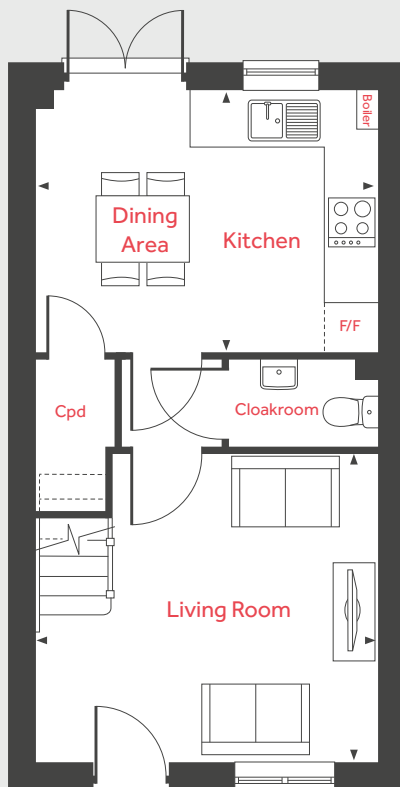 Boiler
Dining
Area
Kitchen
F/F
Cpd
Cloakroom
Living Room